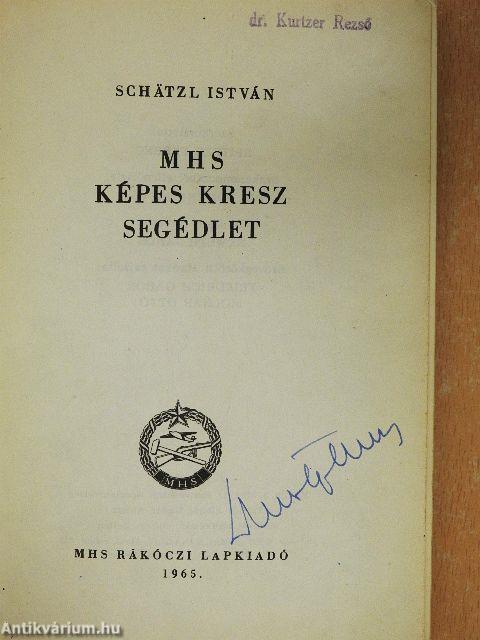 dr. Kurtzer Rezső
SCHÄTZL ISTVÁN
MHS
KÉPES KRESZ
SEGÉDLET
MHS
MHS RÁKÓCZI LAPKIADÓ
1965.
Antikvárium.hu